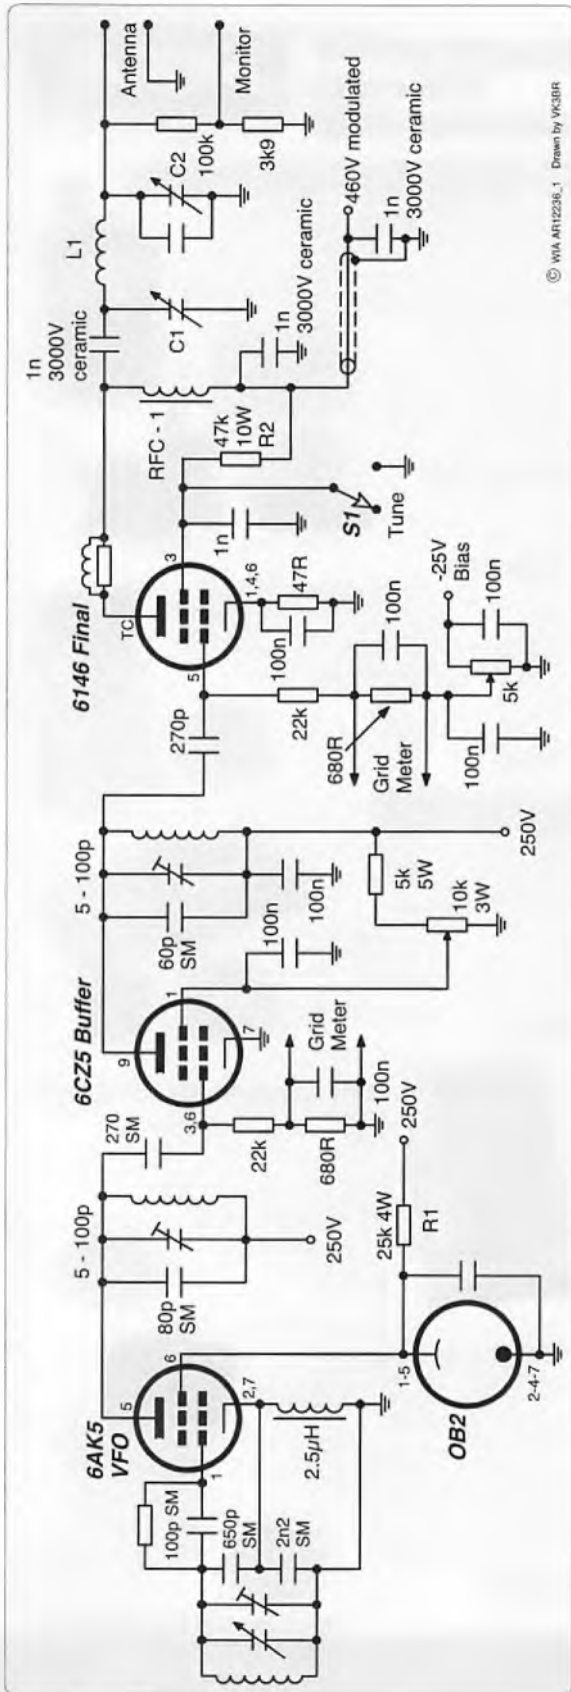 6AK5
VFO
5
6
1
2,7
100p SM
650p
SM
2n2
SM
2.5µH
80p
SM
5 - 100p
250V
270
SM
OB2
1-5
2-4-7
25k 4W
R1
250V
6CZ5 Buffer
9
1
3,6
7
22k
680R
Grid
Meter
100n
60p
SM
5 - 100p
100n
100n
5k
5W
10k
3W
250V
270p
6146 Final
TC
3
5
1,4,6
100n
47R
1n
22k
680R
Grid
Meter
100n
100n
5k
100n
-25V
Bias
S1
Tune
47k
10W
R2
RFC - 1
1n
3000V ceramic
1n
3000V
ceramic
C1
L1
C2
100k
3k9
Antenna
Monitor
460V modulated
1n
3000V ceramic
© WIA AR12236_1 Drawn by VK3BR